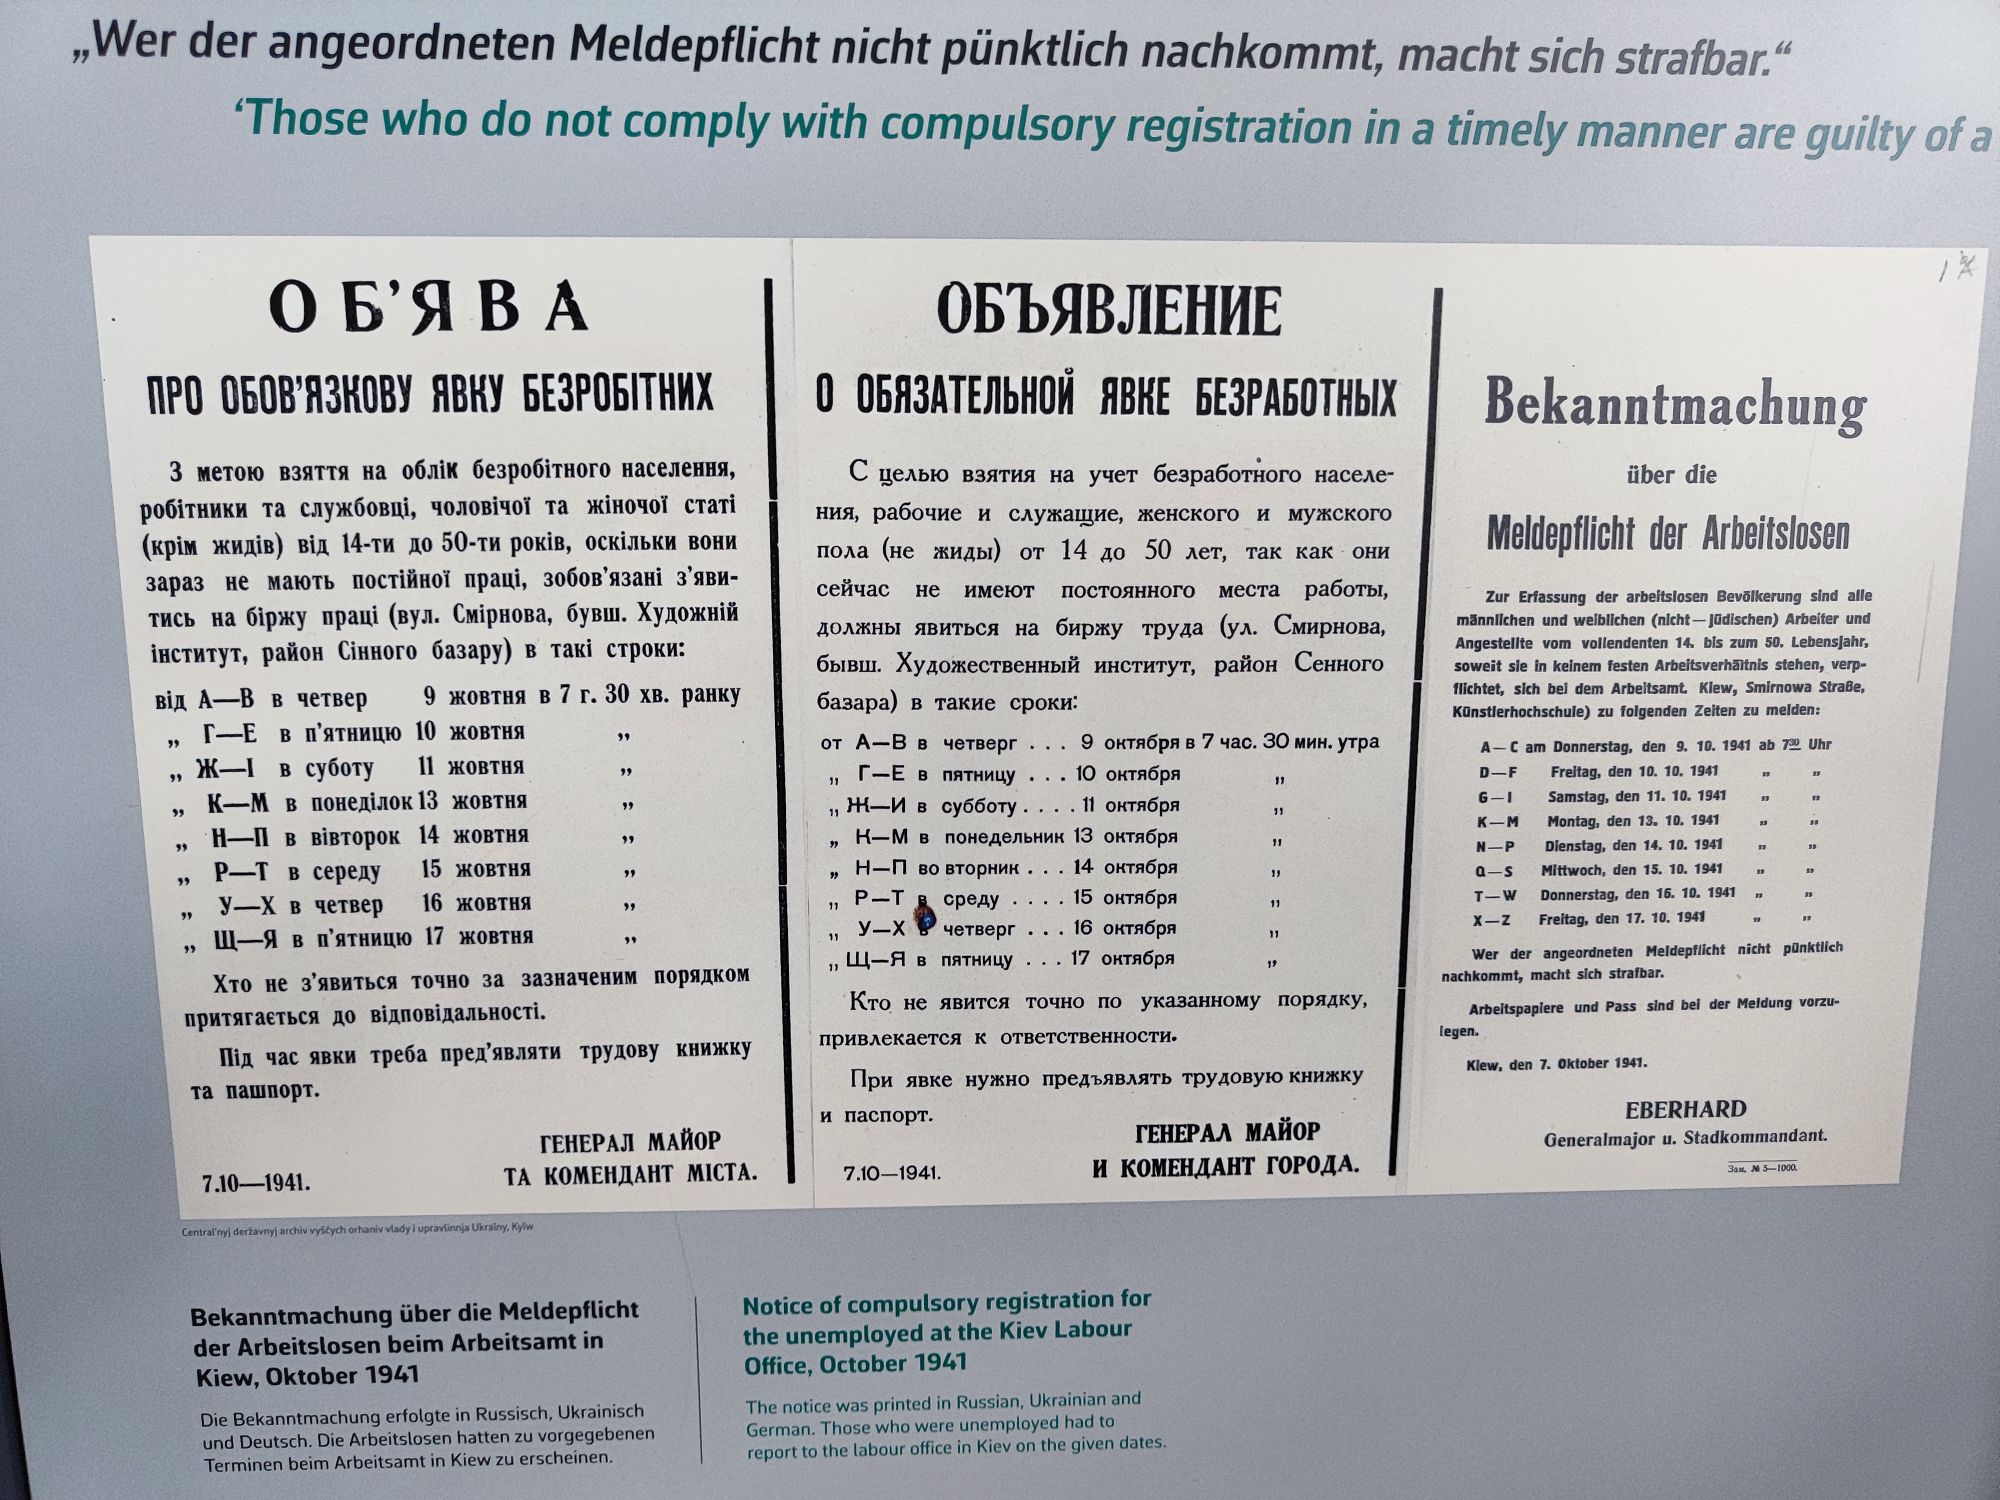 „Wer der angeordneten Meldepflicht nicht pünktlich nachkommt, macht sich strafbar.“
‘Those who do not comply with compulsory registration in a timely manner are guilty of a
ОБ’ЯВА
ПРО ОБОВ’ЯЗКОВУ ЯВКУ БЕЗРОБІТНИХ
З метою взяття на облік безробітного населення,
робітники та службовці, чоловічої та жіночої статі
(крім жидів) від 14-ти до 50-ти років, оскільки вони
зараз не мають постійної праці, зобов’язані з’яви-
тись на біржу праці (вул. Смірнова, бувш. Художній
інститут, район Сінного базару) в такі строки:
від А—В в четвер 9 жовтня в 7 г. 30 хв. ранку
„ Г—Е в п’ятницю 10 жовтня „
„ Ж—І в суботу 11 жовтня „
„ К—М в понеділок 13 жовтня „
„ Н—П в вівторок 14 жовтня „
„ Р—Т в середу 15 жовтня „
„ У—Х в четвер 16 жовтня „
„ Щ—Я в п’ятницю 17 жовтня „
Хто не з’явиться точно за зазначеним порядком
притягається до відповідальності.
Під час явки треба пред’являти трудову книжку
та пашпорт.
ГЕНЕРАЛ МАЙОР
ТА КОМЕНДАНТ МІСТА.
7.10—1941.
ОБЪЯВЛЕНИЕ
О ОБЯЗАТЕЛЬНОЙ ЯВКЕ БЕЗРАБОТНЫХ
С целью взятия на учет безработного населе-
ния, рабочие и служащие, женского и мужского
пола (не жиды) от 14 до 50 лет, так как они
сейчас не имеют постоянного места работы,
должны явиться на биржу труда (ул. Смирнова,
бывш. Художественный институт, район Сенного
базара) в такие сроки:
от А—В в четверг . . . 9 октября в 7 час. 30 мин. утра
„ Г—Е в пятницу . . . 10 октября „
„ Ж—И в субботу . . . . 11 октября „
„ К—М в понедельник 13 октября „
„ Н—П во вторник . . . 14 октября „
„ Р—Т в среду . . . . 15 октября „
„ У—Х в четверг . . . 16 октября „
„ Щ—Я в пятницу . . . 17 октября „
Кто не явится точно по указанному порядку,
привлекается к ответственности.
При явке нужно предъявлять трудовую книжку
и паспорт.
ГЕНЕРАЛ МАЙОР
И КОМЕНДАНТ ГОРОДА.
7.10—1941.
Bekanntmachung
über die
Meldepflicht der Arbeitslosen
Zur Erfassung der arbeitslosen Bevölkerung sind alle
männlichen und weiblichen (nicht—jüdischen) Arbeiter und
Angestellte vom vollendenten 14. bis zum 50. Lebensjahr,
soweit sie in keinem festen Arbeitsverhältnis stehen, verp-
flichtet, sich bei dem Arbeitsamt. Kiew, Smirnowa Straße,
Künstlerhochschule) zu folgenden Zeiten zu melden:
A—C am Donnerstag, den 9. 10. 1941 ab 7³⁰ Uhr
D—F Freitag, den 10. 10. 1941 „ „
G—I Samstag, den 11. 10. 1941 „ „
K—M Montag, den 13. 10. 1941 „ „
N—P Dienstag, den 14. 10. 1941 „ „
Q—S Mittwoch, den 15. 10. 1941 „ „
T—W Donnerstag, den 16. 10. 1941 „ „
X—Z Freitag, den 17. 10. 1941 „ „
Wer der angeordneten Meldepflicht nicht pünktlich
nachkommt, macht sich strafbar.
Arbeitspapiere und Pass sind bei der Meldung vorzu-
legen.
Kiew, den 7. Oktober 1941.
EBERHARD
Generalmajor u. Stadkommandant.
Зам. № 5—1000.
Central’nyj deržavnyj archiv vyščych orhaniv vlady i upravlinnja Ukraïny, Kyïw
Bekanntmachung über die Meldepflicht
der Arbeitslosen beim Arbeitsamt in
Kiew, Oktober 1941
Die Bekanntmachung erfolgte in Russisch, Ukrainisch
und Deutsch. Die Arbeitslosen hatten zu vorgegebenen
Terminen beim Arbeitsamt in Kiew zu erscheinen.
Notice of compulsory registration for
the unemployed at the Kiev Labour
Office, October 1941
The notice was printed in Russian, Ukrainian and
German. Those who were unemployed had to
report to the labour office in Kiev on the given dates.